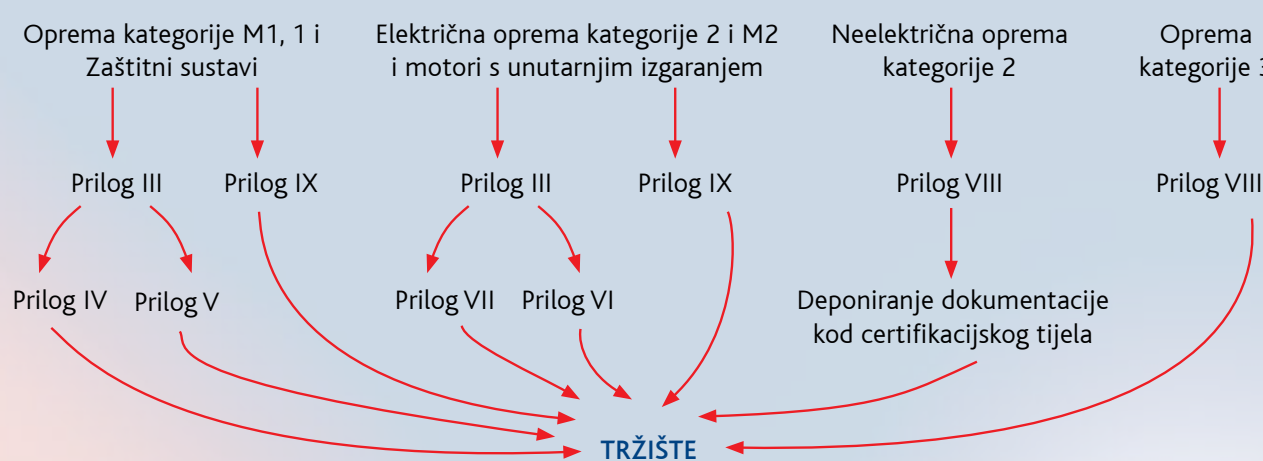 Oprema kategorije M1, 1 i
Zaštitni sustavi
Električna oprema kategorije 2 i M2
i motori s unutarnjim izgaranjem
Neelektrična oprema
kategorije 2
Oprema
kategorije 3
Prilog III
Prilog IX
Prilog III
Prilog IX
Prilog VIII
Prilog VIII
Prilog IV
Prilog V
Prilog VII
Prilog VI
Deponiranje dokumentacije
kod certifikacijskog tijela
TRŽIŠTE